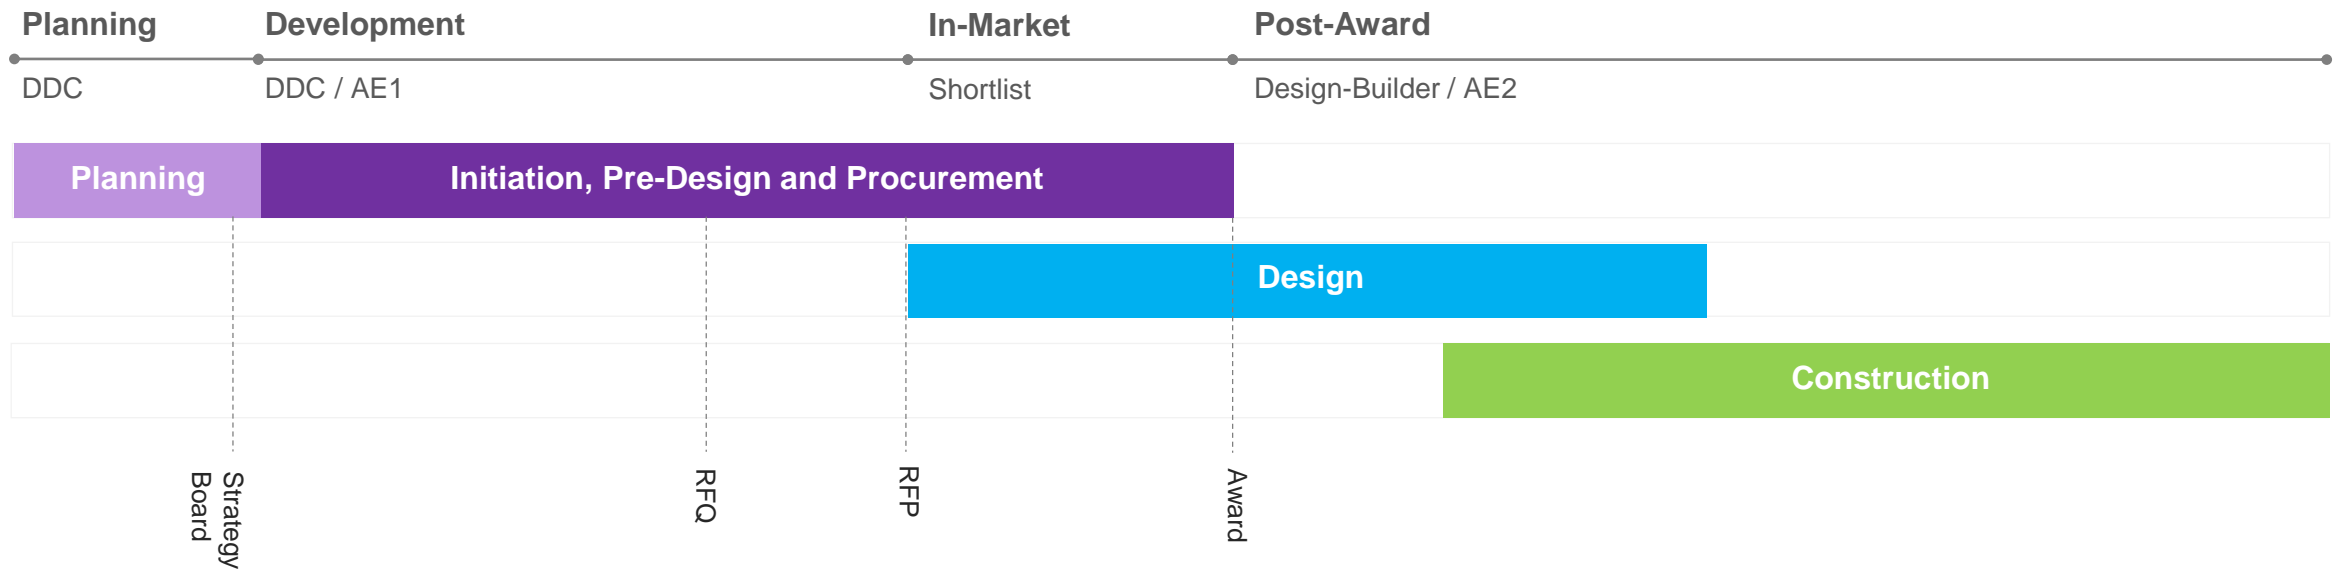 Planning
Development
In-Market
Post-Award
DDC
DDC / AE1
Shortlist
Design-Builder / AE2
Planning
Initiation, Pre-Design and Procurement
Design
Construction
Strategy
Board
RFQ
RFP
Award